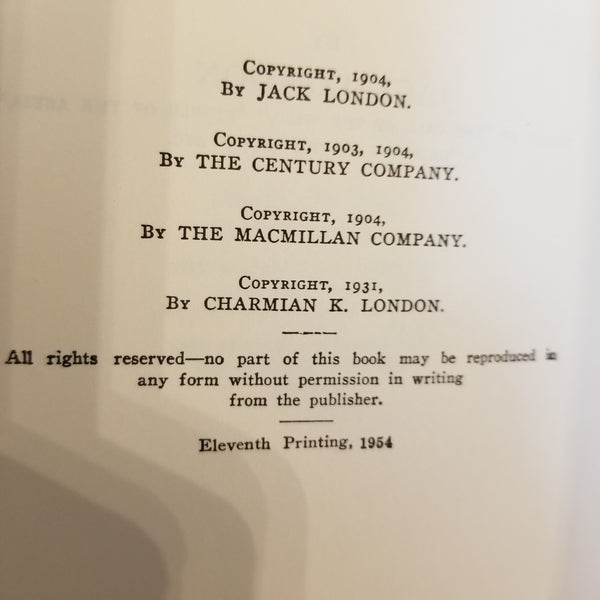 COPYRIGHT, 1904,
BY JACK LONDON.
COPYRIGHT, 1903, 1904,
BY THE CENTURY COMPANY.
COPYRIGHT, 1904,
BY THE MACMILLAN COMPANY.
COPYRIGHT, 1931,
BY CHARMIAN K. LONDON.
All rights reserved—no part of this book may be reproduced in
any form without permission in writing
from the publisher.
Eleventh Printing, 1954